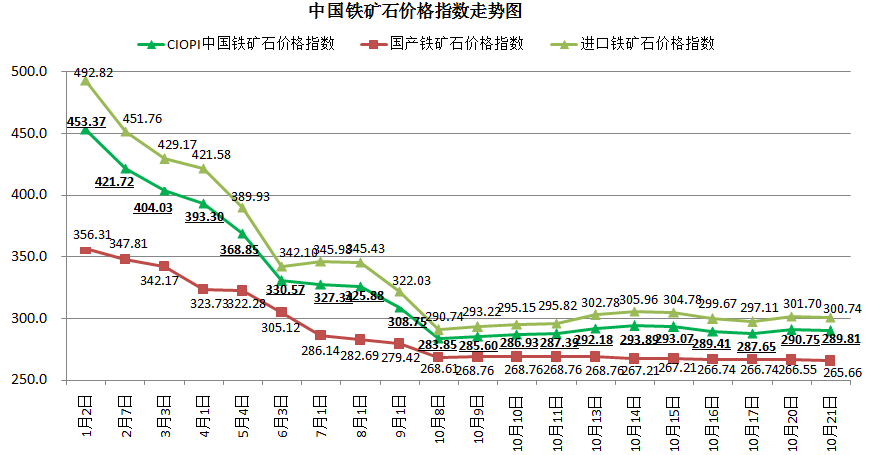 中国铁矿石价格指数走势图
CIOPI中国铁矿石价格指数 国产铁矿石价格指数 进口铁矿石价格指数
500.0
450.0
400.0
350.0
300.0
250.0
492.82 451.76 429.17 421.58 389.93 342.10 345.98 345.43 322.03 290.74 293.22 295.15 295.82 302.78 305.96 304.78 299.67 297.11 301.70 300.74
453.37 421.72 404.03 393.30 368.85 330.57 327.34 325.88 308.75 283.85 285.60 286.93 287.39 292.18 293.89 293.07 289.41 287.65 290.75 289.81
356.31 347.81 342.17 323.73 322.28 305.12 286.14 282.69 279.42 268.61 268.76 268.76 268.76 268.76 267.21 267.21 266.74 266.74 266.55 265.66
1月2日 2月7日 3月3日 4月1日 5月4日 6月3日 7月1日 8月1日 9月1日 10月8日 10月9日 10月10日 10月11日 10月13日 10月14日 10月15日 10月16日 10月17日 10月20日 10月21日